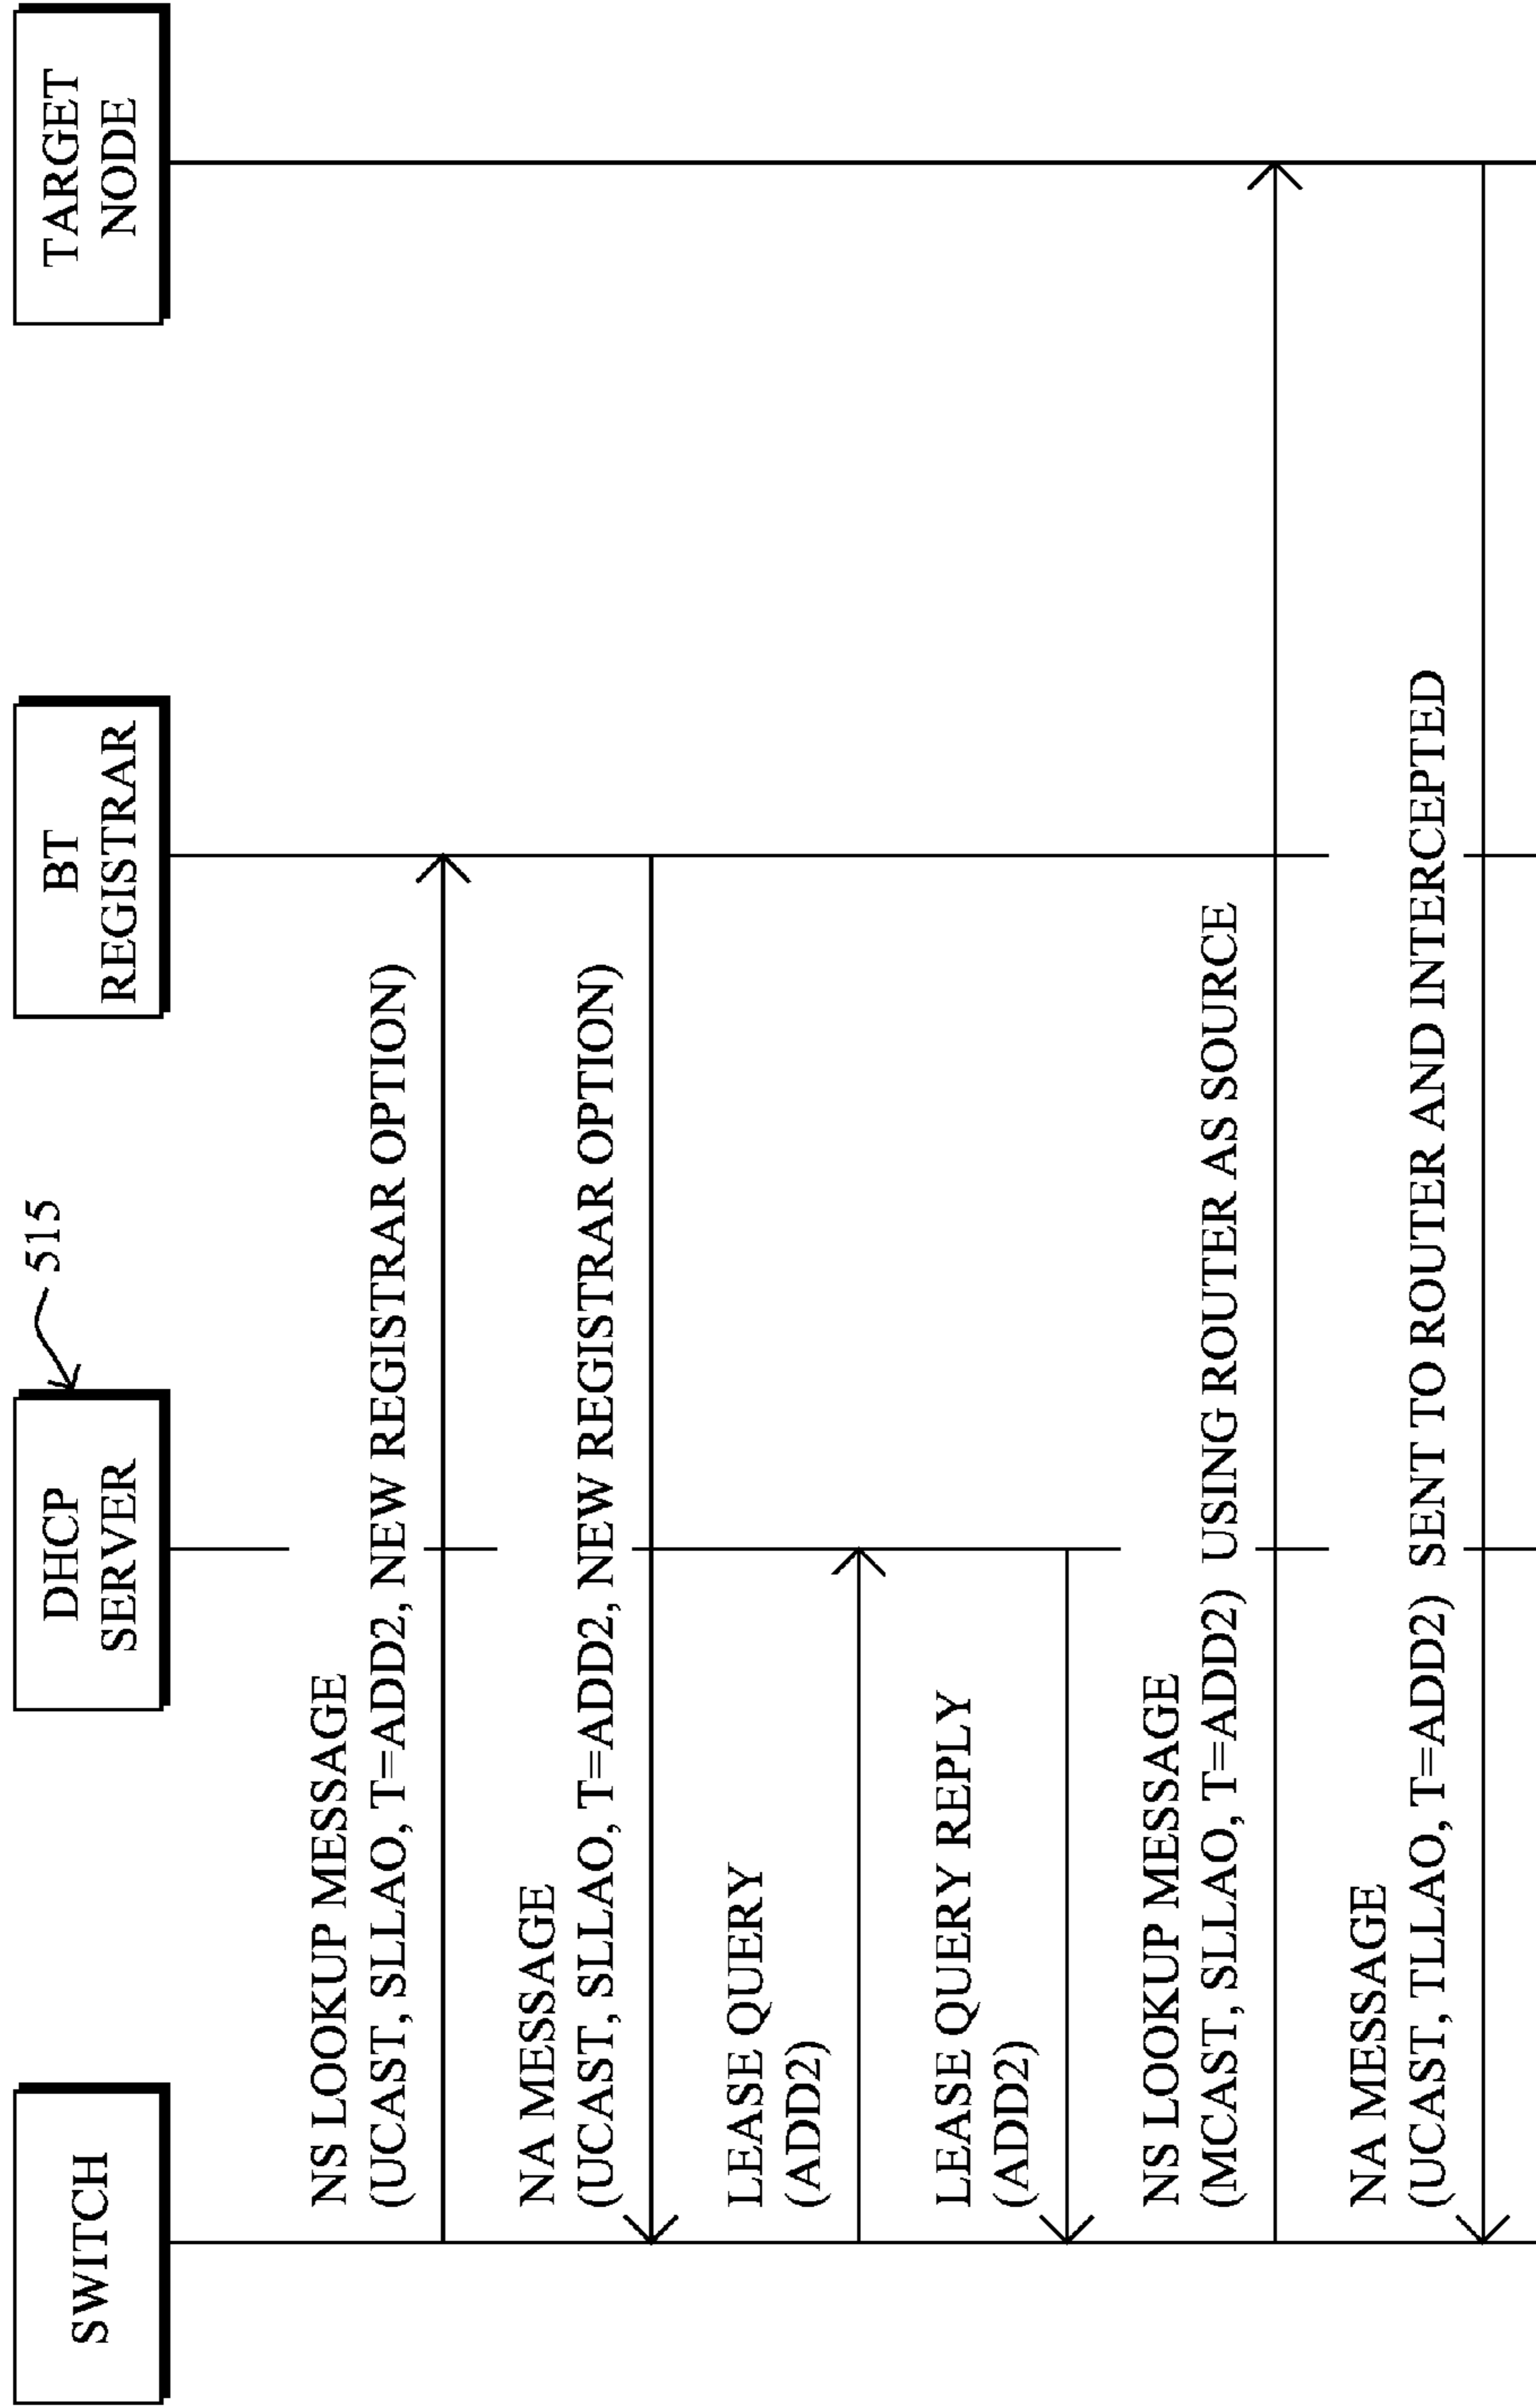 SWITCH
DHCP
SERVER
515
BT
REGISTRAR
TARGET
NODE
NS LOOKUP MESSAGE
(UCAST, SLLAO, T=ADD2, NEW REGISTRAR OPTION)
NA MESSAGE
(UCAST, SLLAO, T=ADD2, NEW REGISTRAR OPTION)
LEASE QUERY
(ADD2)
LEASE QUERY REPLY
(ADD2)
NS LOOKUP MESSAGE
(MCAST, SLLAO, T=ADD2) USING ROUTER AS SOURCE
NA MESSAGE
(UCAST, TLLAO, T=ADD2) SENT TO ROUTER AND INTERCEPTED